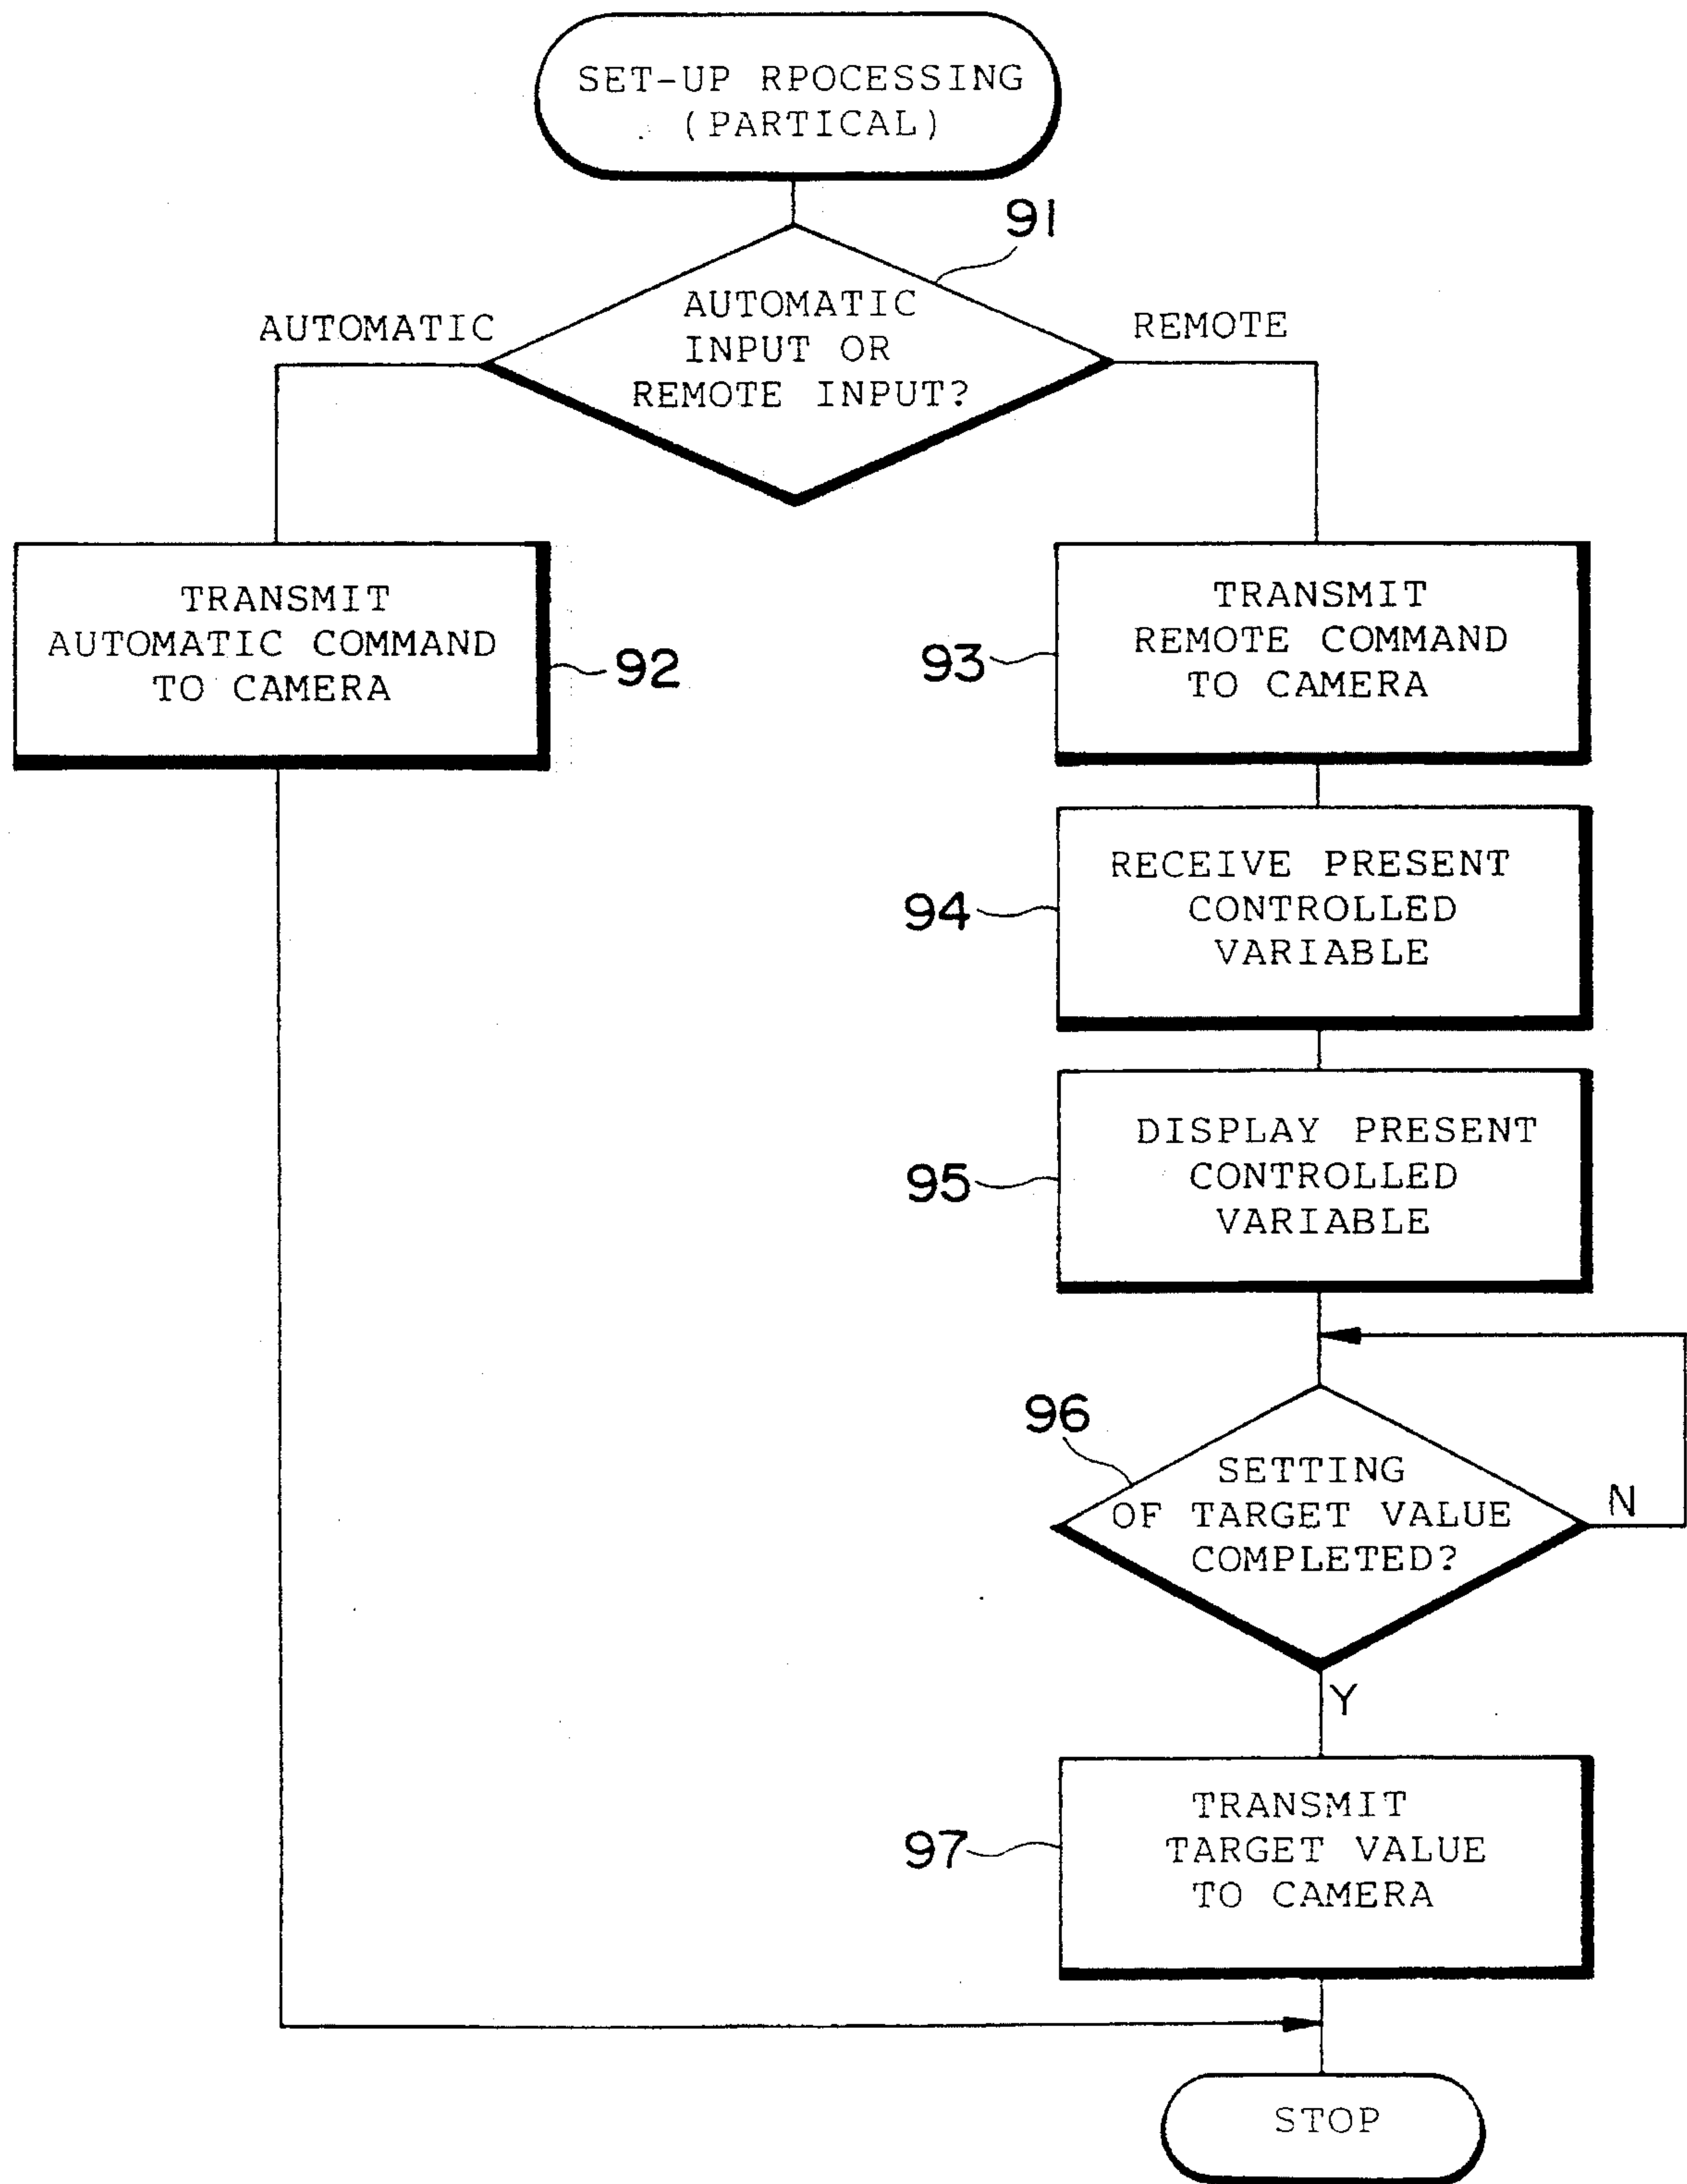 SET-UP RPOCESSING
(PARTICAL)
91
AUTOMATIC
INPUT OR
REMOTE INPUT?
AUTOMATIC
REMOTE
TRANSMIT
AUTOMATIC COMMAND
TO CAMERA
92
93
TRANSMIT
REMOTE COMMAND
TO CAMERA
94
RECEIVE PRESENT
CONTROLLED
VARIABLE
95
DISPLAY PRESENT
CONTROLLED
VARIABLE
96
SETTING
OF TARGET VALUE
COMPLETED?
N
Y
97
TRANSMIT
TARGET VALUE
TO CAMERA
STOP